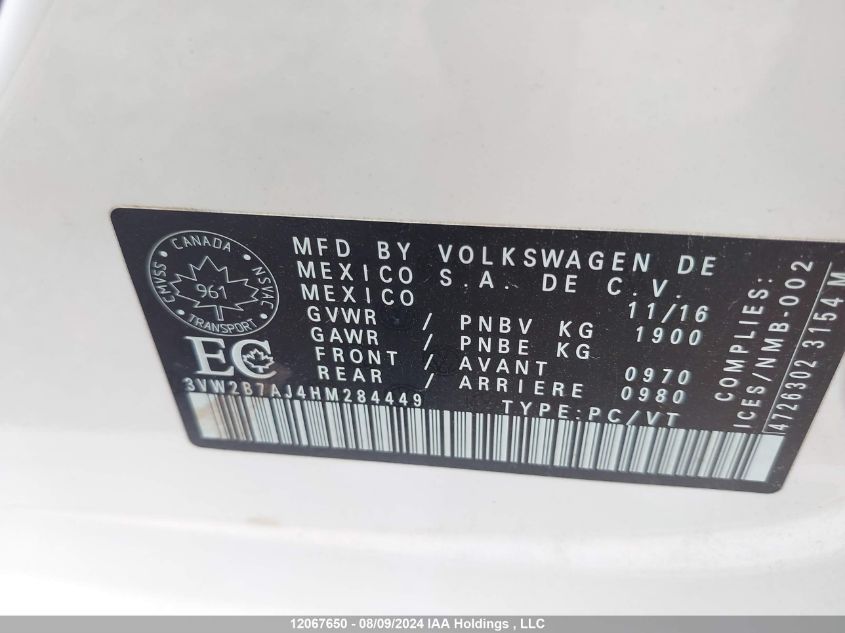 CANADA
CMVSS
NSVAC
961
TRANSPORT
EC
MFD BY VOLKSWAGEN DE
MEXICO S.A. DE C.V.
MEXICO 11/16
GVWR / PNBV KG 1900
GAWR / PNBE KG
FRONT / AVANT 0970
REAR / ARRIERE 0980
3VW2B7AJ4HM284449 TYPE:PC/VT
COMPLIES:
ICES/NMB-002
4726302 3154 M
12067650 - 08/09/2024 IAA Holdings , LLC